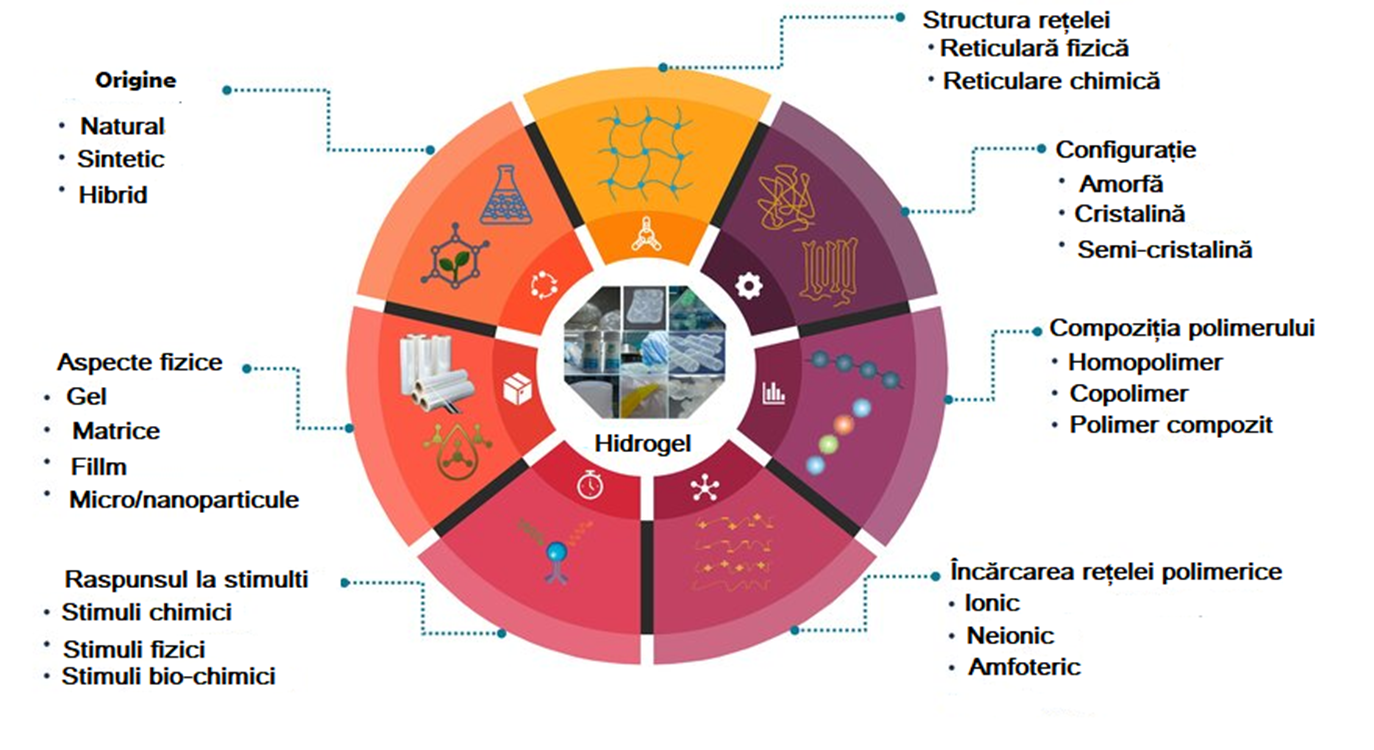 Structura rețelei
• Reticulară fizică
• Reticulare chimică
Origine
• Natural
• Sintetic
• Hibrid
Configurație
• Amorfă
• Cristalină
• Semi-cristalină
Compoziția polimerului
• Homopolimer
• Copolimer
• Polimer compozit
Aspecte fizice
• Gel
• Matrice
• Fillm
• Micro/nanoparticule
Hidrogel
Raspunsul la stimulti
• Stimuli chimici
• Stimuli fizici
• Stimuli bio-chimici
Încărcarea rețelei polimerice
• Ionic
• Neionic
• Amfoteric